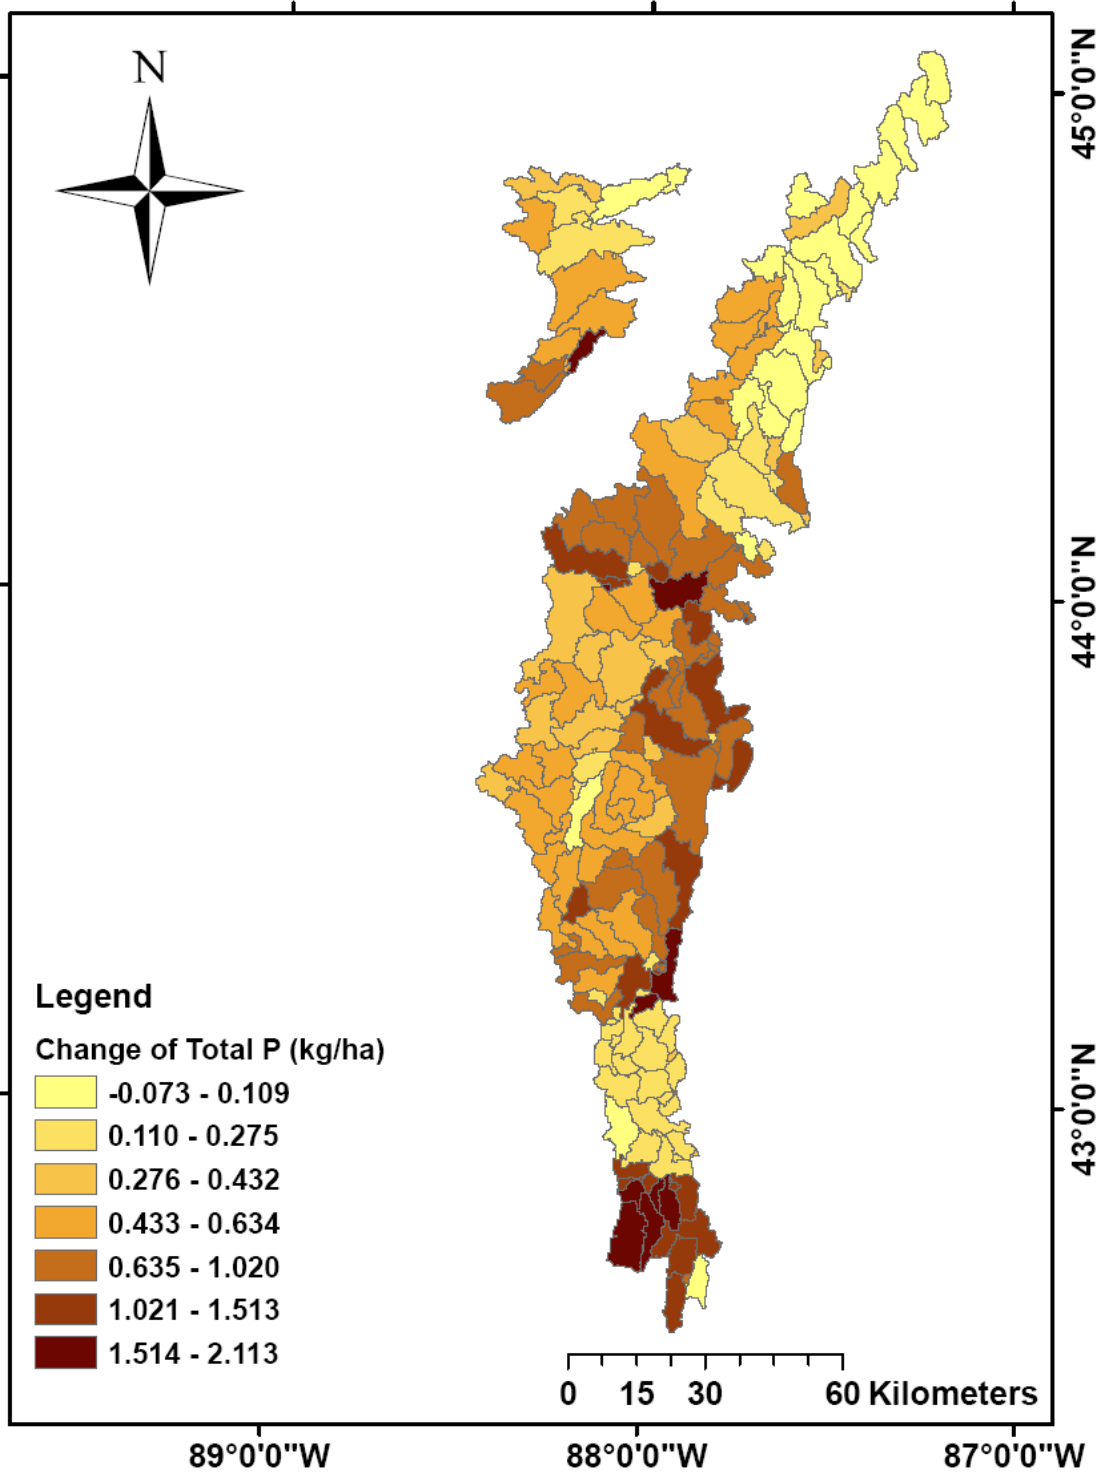 N
45°0'0"N
44°0'0"N
43°0'0"N
Legend
Change of Total P (kg/ha)
-0.073 - 0.109
0.110 - 0.275
0.276 - 0.432
0.433 - 0.634
0.635 - 1.020
1.021 - 1.513
1.514 - 2.113
0 15 30 60 Kilometers
89°0'0"W 88°0'0"W 87°0'0"W